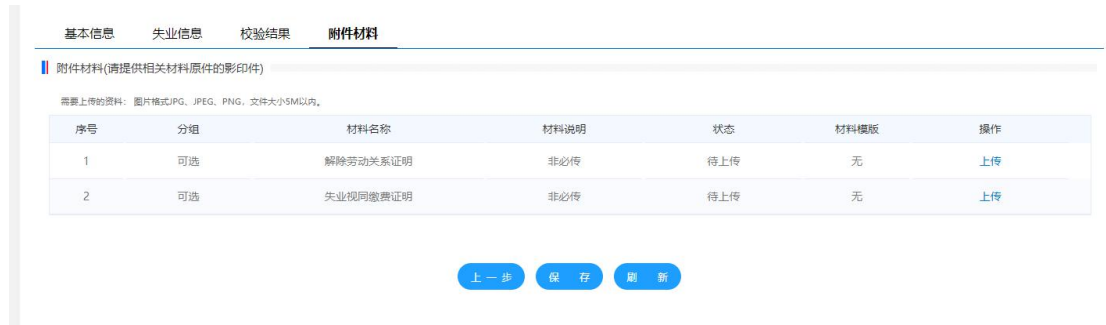 基本信息 失业信息 校验结果 附件材料
附件材料(请提供相关材料原件的影印件)
需要上传的资料: 图片格式JPG、JPEG、PNG，文件大小5M以内。
序号 分组 材料名称 材料说明 状态 材料模版 操作
1 可选 解除劳动关系证明 非必传 待上传 无 上传
2 可选 失业视同缴费证明 非必传 待上传 无 上传
上一步 保 存 刷 新